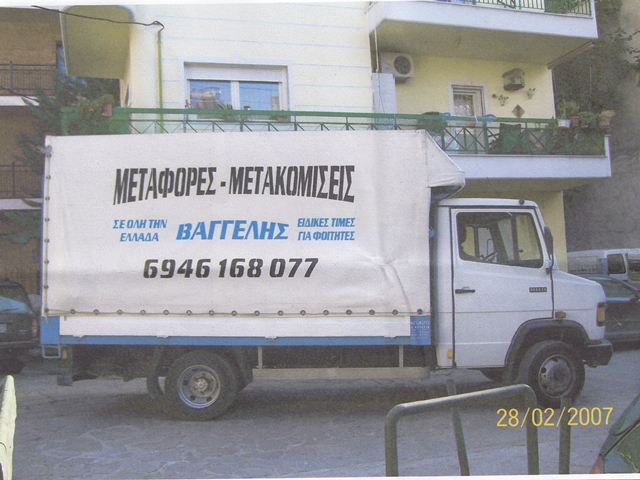 ΜΕΤΑΦΟΡΕΣ - ΜΕΤΑΚΟΜΙΣΕΙΣ
ΣΕ ΟΛΗ ΤΗΝ
ΕΛΛΑΔΑ
ΒΑΓΓΕΛΗΣ
ΕΙΔΙΚΕΣ ΤΙΜΕΣ
ΓΙΑ ΦΟΙΤΗΤΕΣ
6946 168 077
28/02/2007